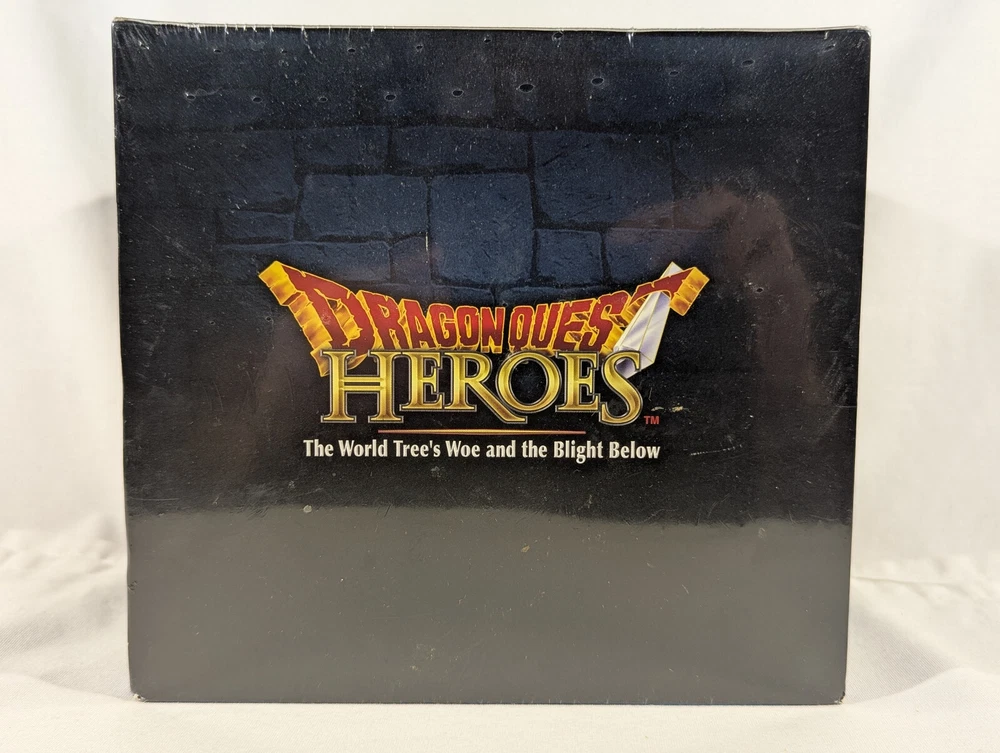 DRAGON QUEST
HEROES
TM
The World Tree's Woe and the Blight Below